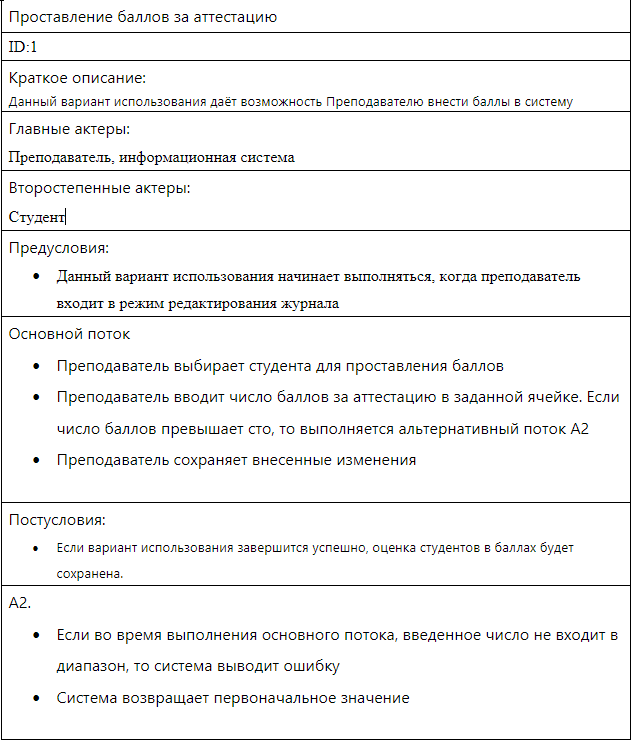 Проставление баллов за аттестацию
ID:1
Краткое описание:
Данный вариант использования даёт возможность Преподавателю внести баллы в систему
Главные актеры:
Преподаватель, информационная система
Второстепенные актеры:
Студент
Предусловия:
• Данный вариант использования начинает выполняться, когда преподаватель
входит в режим редактирования журнала
Основной поток
• Преподаватель выбирает студента для проставления баллов
• Преподаватель вводит число баллов за аттестацию в заданной ячейке. Если
число баллов превышает сто, то выполняется альтернативный поток А2
• Преподаватель сохраняет внесенные изменения
Постусловия:
• Если вариант использования завершится успешно, оценка студентов в баллах будет
сохранена.
А2.
• Если во время выполнения основного потока, введенное число не входит в
диапазон, то система выводит ошибку
• Система возвращает первоначальное значение